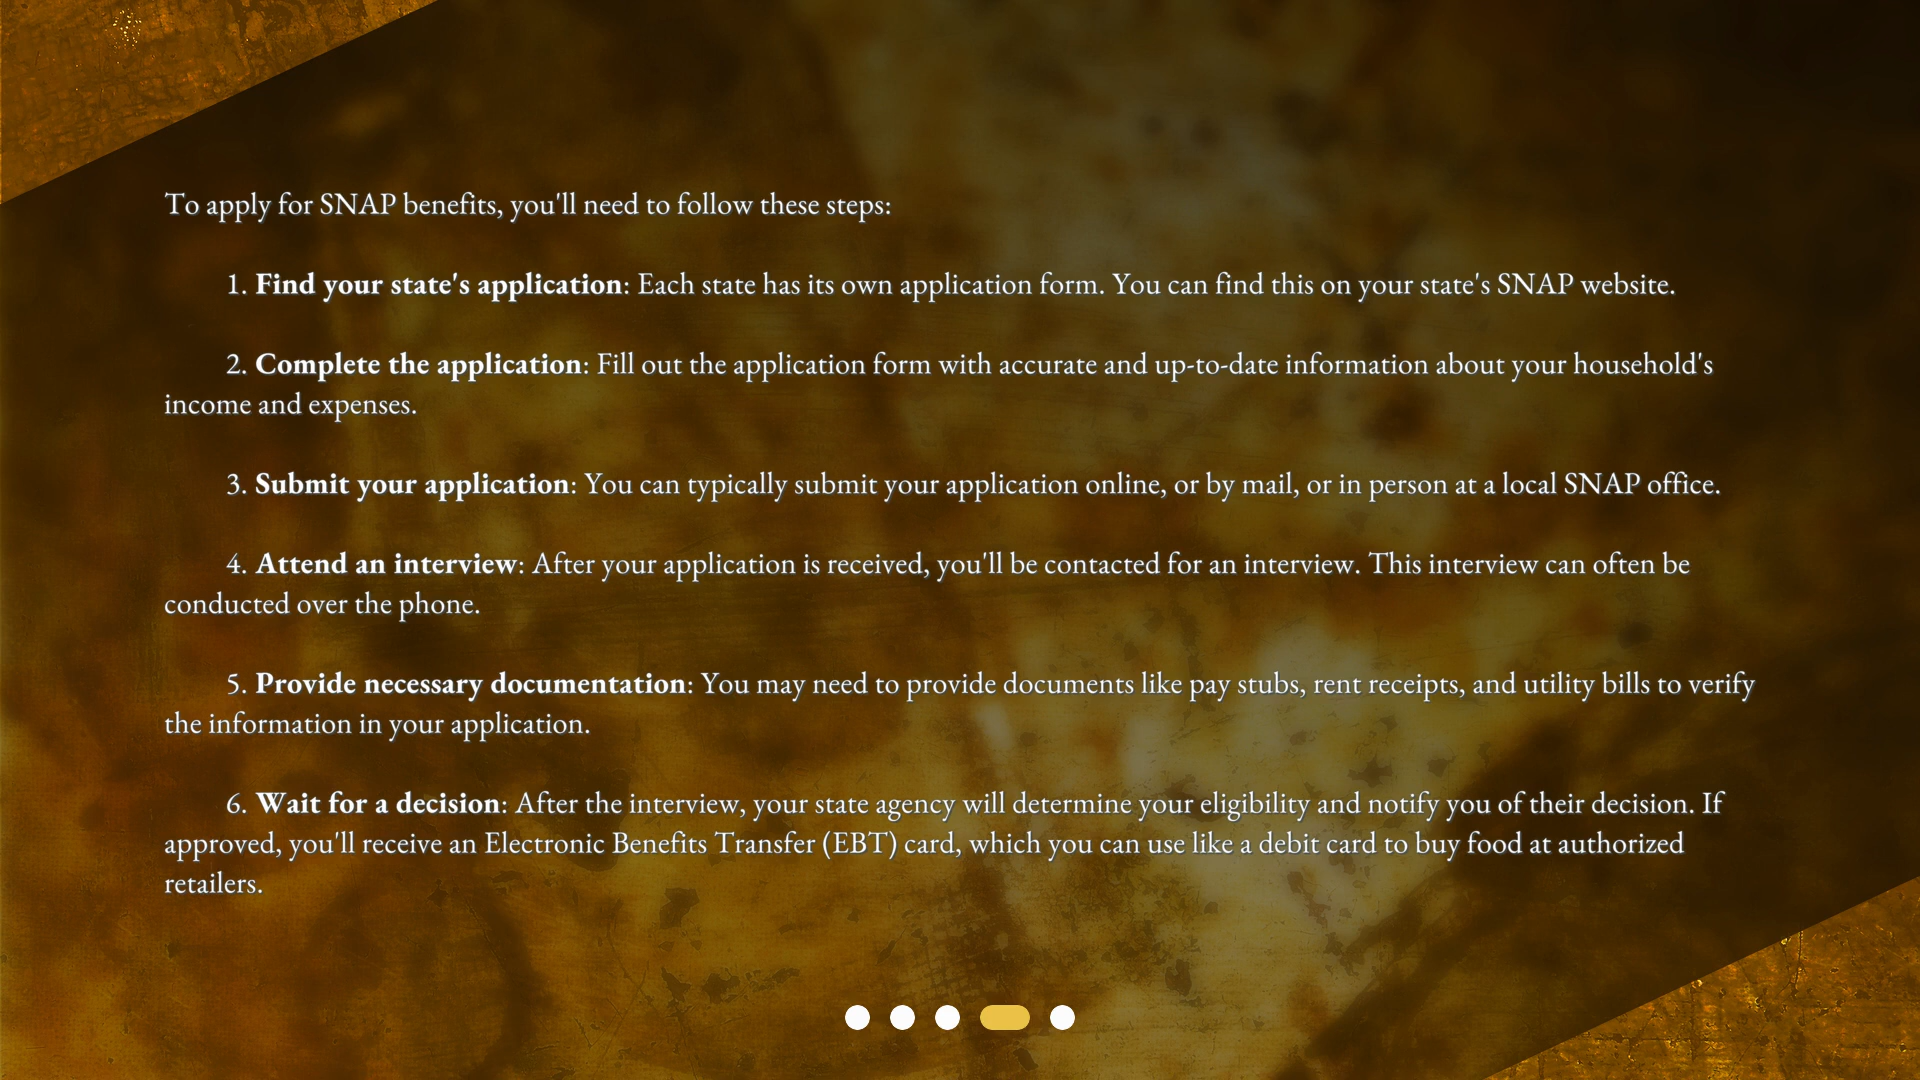 To apply for SNAP benefits, you'll need to follow these steps:
1. Find your state's application: Each state has its own application form. You can find this on your state's SNAP website.
2. Complete the application: Fill out the application form with accurate and up-to-date information about your household's
income and expenses.
3. Submit your application: You can typically submit your application online, or by mail, or in person at a local SNAP office.
4. Attend an interview: After your application is received, you'll be contacted for an interview. This interview can often be
conducted over the phone.
5. Provide necessary documentation: You may need to provide documents like pay stubs, rent receipts, and utility bills to verify
the information in your application.
6. Wait for a decision: After the interview, your state agency will determine your eligibility and notify you of their decision. If
approved, you'll receive an Electronic Benefits Transfer (EBT) card, which you can use like a debit card to buy food at authorized
retailers.